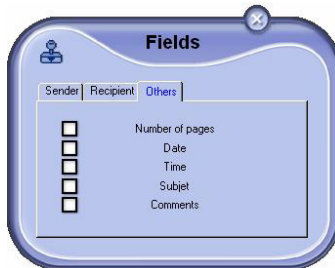 Fields
Sender Recipient Others
Number of pages
Date
Time
Subjet
Comments